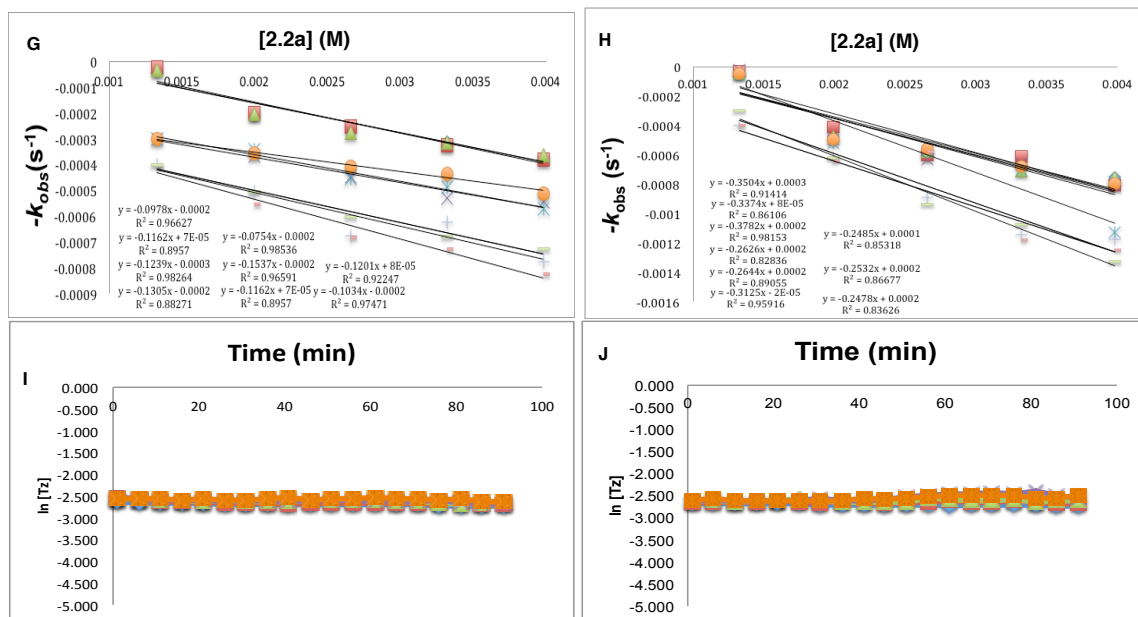 G
[2.2a] (M)
0
0.001 0.0015 0.002 0.0025 0.003 0.0035 0.004
-0.0001
-0.0002
-0.0003
-0.0004
-0.0005
-0.0006
-0.0007
-0.0008
-0.0009
-kobs(s-1)
y = -0.0978x - 0.0002
R² = 0.96627
y = -0.1162x + 7E-05
R² = 0.8957
y = -0.1239x - 0.0003
R² = 0.98264
y = -0.1305x - 0.0002
R² = 0.88271
y = -0.0754x - 0.0002
R² = 0.98536
y = -0.1537x - 0.0002
R² = 0.96591
y = -0.1162x + 7E-05
R² = 0.8957
y = -0.1201x + 8E-05
R² = 0.92247
y = -0.1034x - 0.0002
R² = 0.97471
H
[2.2a] (M)
0
0.001 0.0015 0.002 0.0025 0.003 0.0035 0.004
-0.0002
-0.0004
-0.0006
-0.0008
-0.001
-0.0012
-0.0014
-0.0016
-kobs(s-1)
y = -0.3504x + 0.0003
R² = 0.91414
y = -0.3374x + 8E-05
R² = 0.86106
y = -0.3782x + 0.0002
R² = 0.98153
y = -0.2626x + 0.0002
R² = 0.82836
y = -0.2644x + 0.0002
R² = 0.89055
y = -0.3125x - 2E-05
R² = 0.95916
y = -0.2485x + 0.0001
R² = 0.85318
y = -0.2532x + 0.0002
R² = 0.86677
y = -0.2478x + 0.0002
R² = 0.83626
I
Time (min)
0 20 40 60 80 100
0.000
-0.500
-1.000
-1.500
-2.000
-2.500
-3.000
-3.500
-4.000
-4.500
-5.000
ln [Tz]
J
Time (min)
0 20 40 60 80 100
0.000
-0.500
-1.000
-1.500
-2.000
-2.500
-3.000
-3.500
-4.000
-4.500
-5.000
ln [Tz]